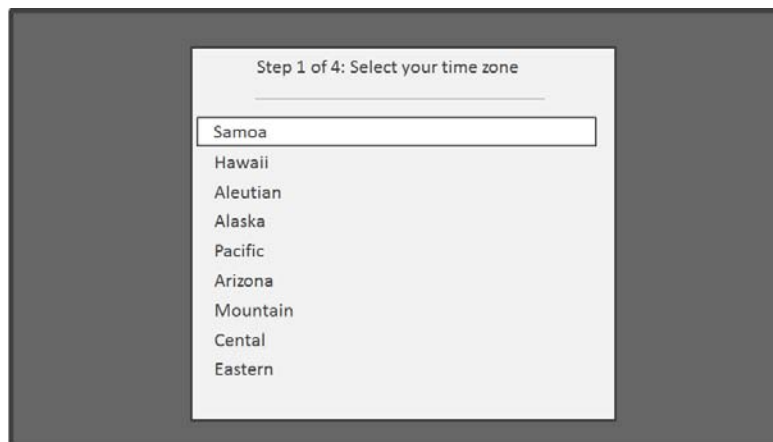 Step 1 of 4: Select your time zone
Samoa
Hawaii
Aleutian
Alaska
Pacific
Arizona
Mountain
Cental
Eastern